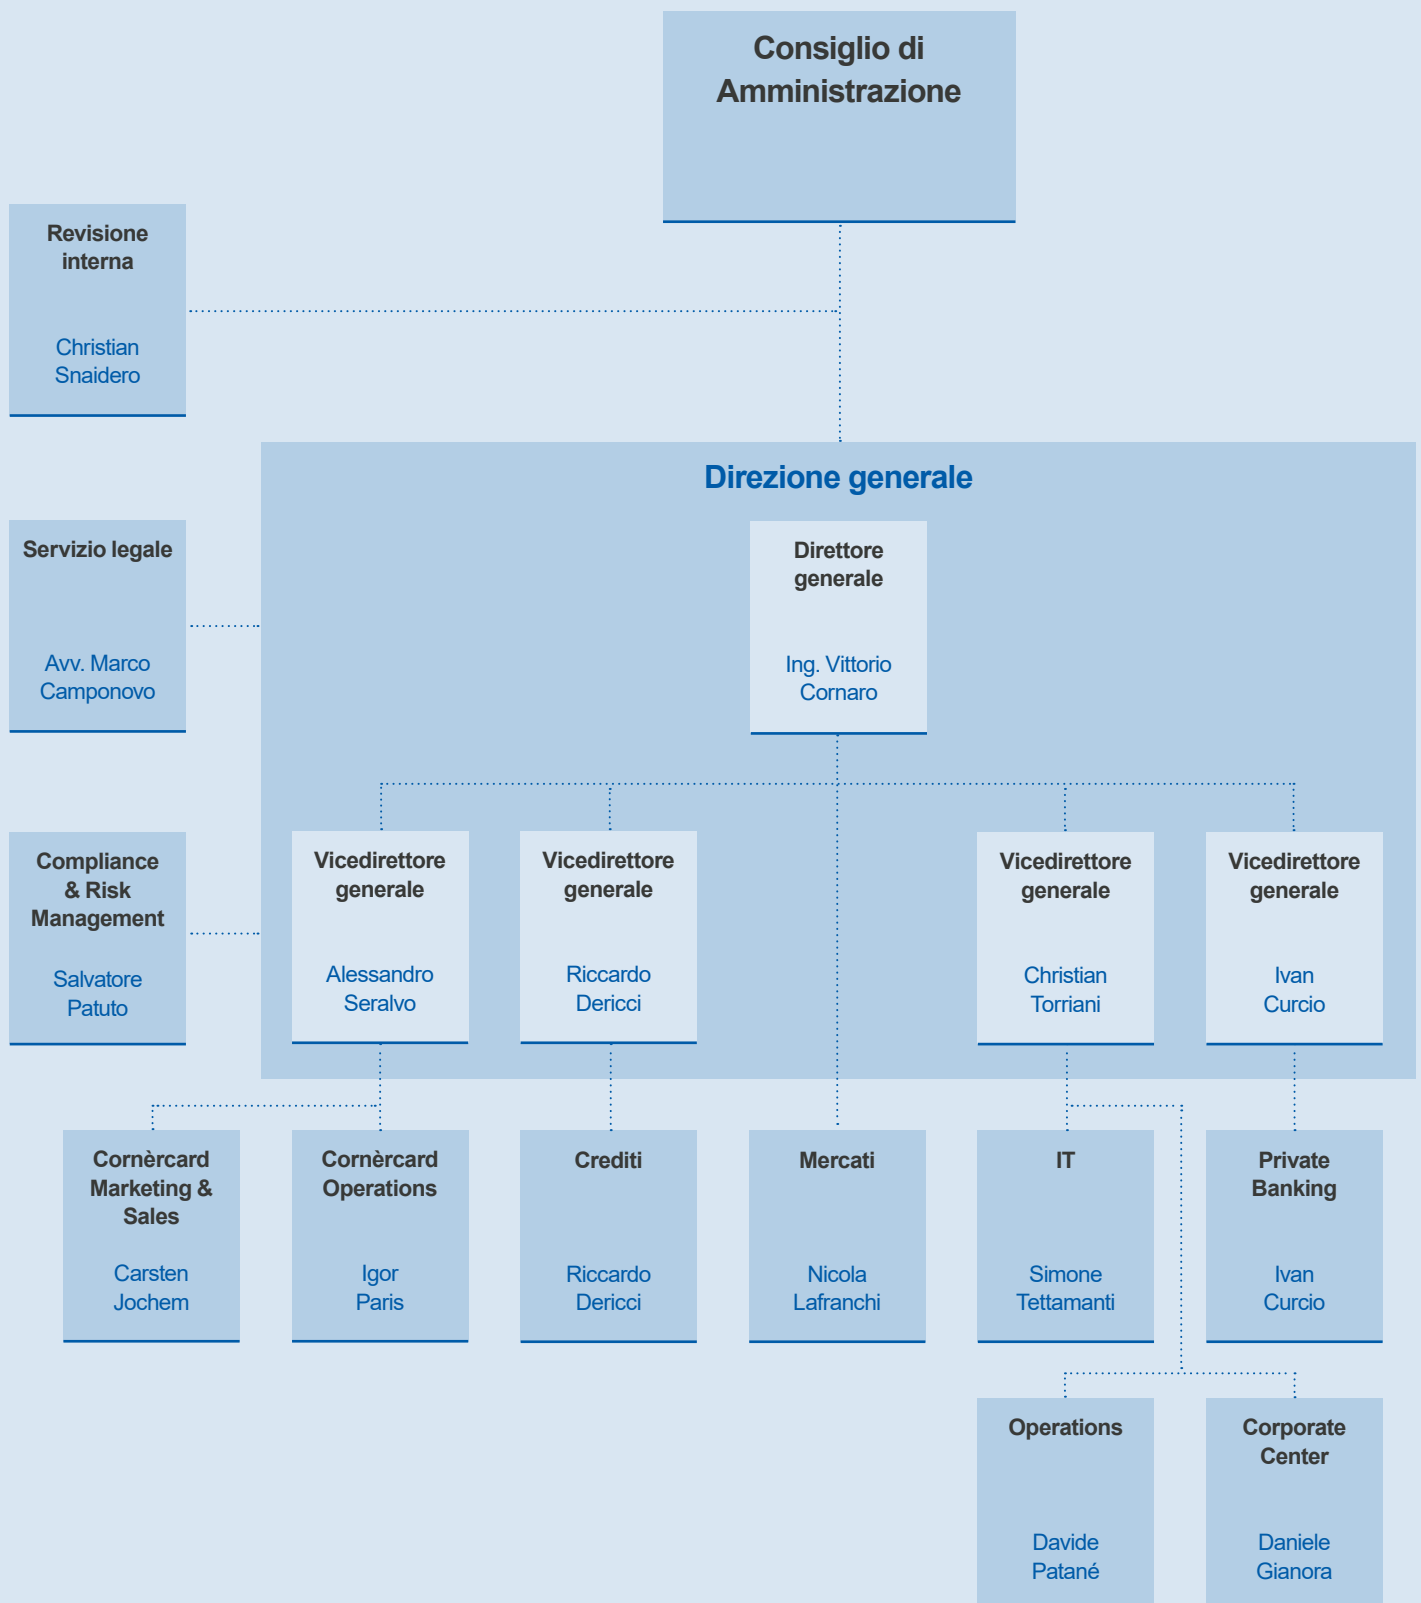 Consiglio di
Amministrazione
Revisione
interna
Christian
Snaidero
Direzione generale
Servizio legale
Avv. Marco
Camponovo
Direttore
generale
Ing. Vittorio
Cornaro
Compliance
& Risk
Management
Salvatore
Patuto
Vicedirettore
generale
Alessandro
Seralvo
Vicedirettore
generale
Riccardo
Dericci
Vicedirettore
generale
Christian
Torriani
Vicedirettore
generale
Ivan
Curcio
Cornèrcard
Marketing &
Sales
Carsten
Jochem
Cornèrcard
Operations
Igor
Paris
Crediti
Riccardo
Dericci
Mercati
Nicola
Lafranchi
IT
Simone
Tettamanti
Private
Banking
Ivan
Curcio
Operations
Davide
Patané
Corporate
Center
Daniele
Gianora